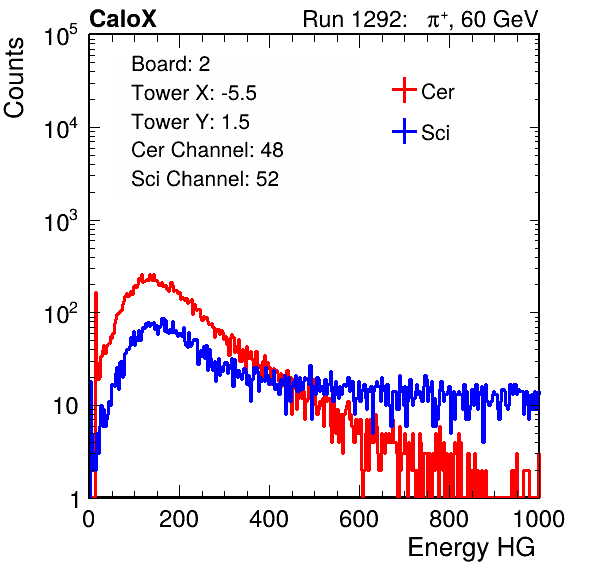 CaloX Run 1292: π⁺, 60 GeV
Counts
10⁵
10⁴
10³
10²
10
1
Board: 2
Tower X: -5.5
Tower Y: 1.5
Cer Channel: 48
Sci Channel: 52
Cer
Sci
0 200 400 600 800 1000
Energy HG